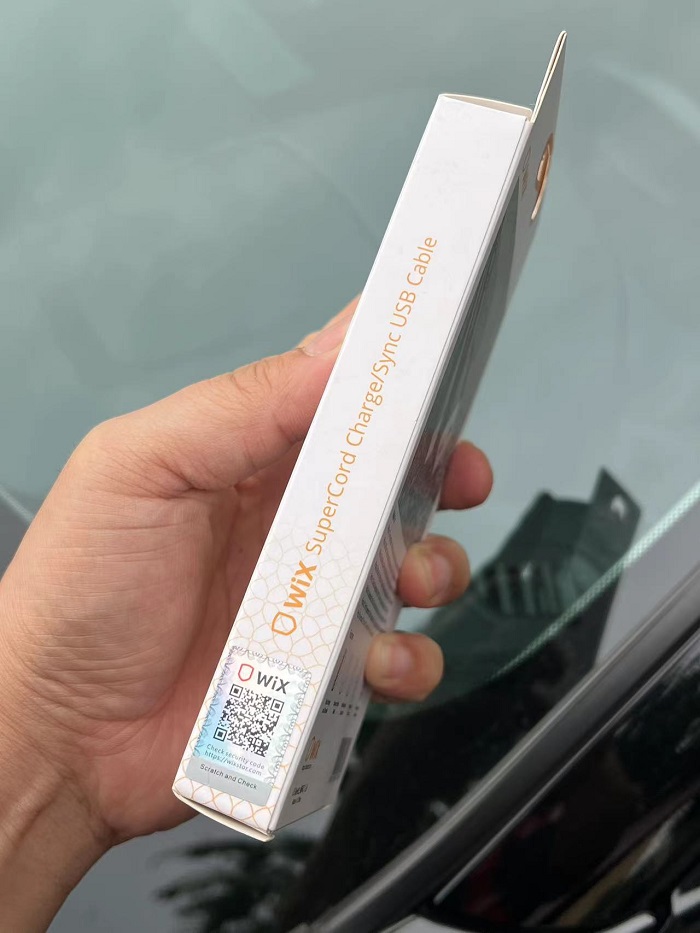 WiX SuperCord Charge/Sync USB Cable
WiX
Check security code
https://wixstor.com
Scratch and Check